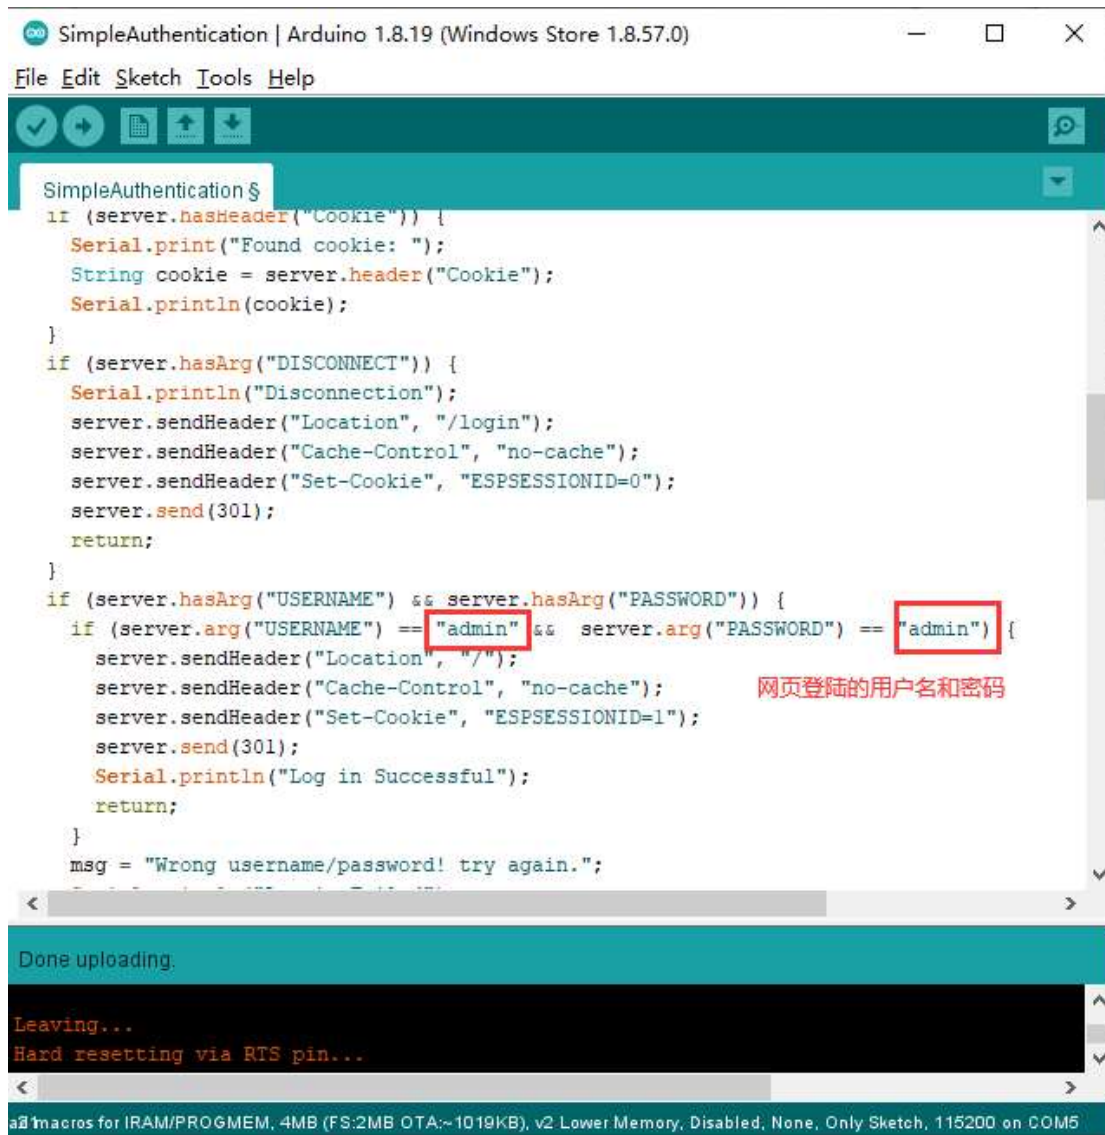 SimpleAuthentication | Arduino 1.8.19 (Windows Store 1.8.57.0)
File Edit Sketch Tools Help
SimpleAuthentication §
if (server.hasHeader("Cookie")) {
Serial.print("Found cookie: ");
String cookie = server.header("Cookie");
Serial.println(cookie);
}
if (server.hasArg("DISCONNECT")) {
Serial.println("Disconnection");
server.sendHeader("Location", "/login");
server.sendHeader("Cache-Control", "no-cache");
server.sendHeader("Set-Cookie", "ESPSESSIONID=0");
server.send(301);
return;
}
if (server.hasArg("USERNAME") && server.hasArg("PASSWORD")) {
if (server.arg("USERNAME") == "admin" && server.arg("PASSWORD") == "admin") {
server.sendHeader("Location", "/");
server.sendHeader("Cache-Control", "no-cache");
网页登陆的用户名和密码
server.sendHeader("Set-Cookie", "ESPSESSIONID=1");
server.send(301);
Serial.println("Log in Successful");
return;
}
msg = "Wrong username/password! try again.";
Done uploading.
Leaving...
Hard resetting via RTS pin...
macros for IRAM/PROGMEM, 4MB (FS:2MB OTA:~1019KB), v2 Lower Memory, Disabled, None, Only Sketch, 115200 on COM5